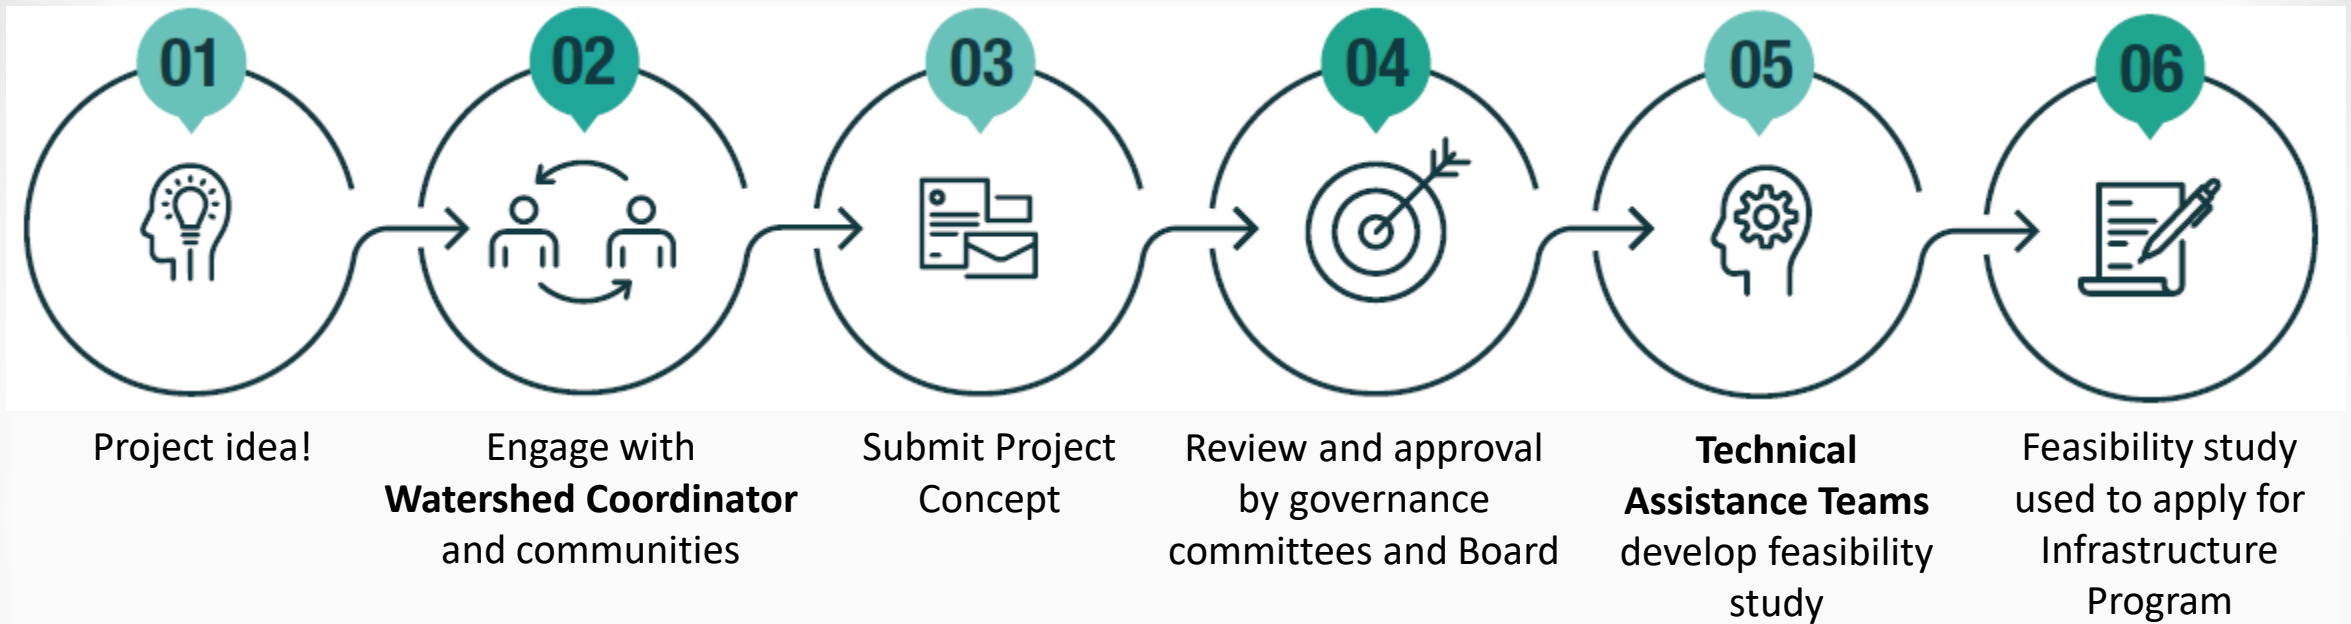 01
Project idea!
02
Engage with
Watershed Coordinator
and communities
03
Submit Project
Concept
04
Review and approval
by governance
committees and Board
05
Technical
Assistance Teams
develop feasibility
study
06
Feasibility study
used to apply for
Infrastructure
Program